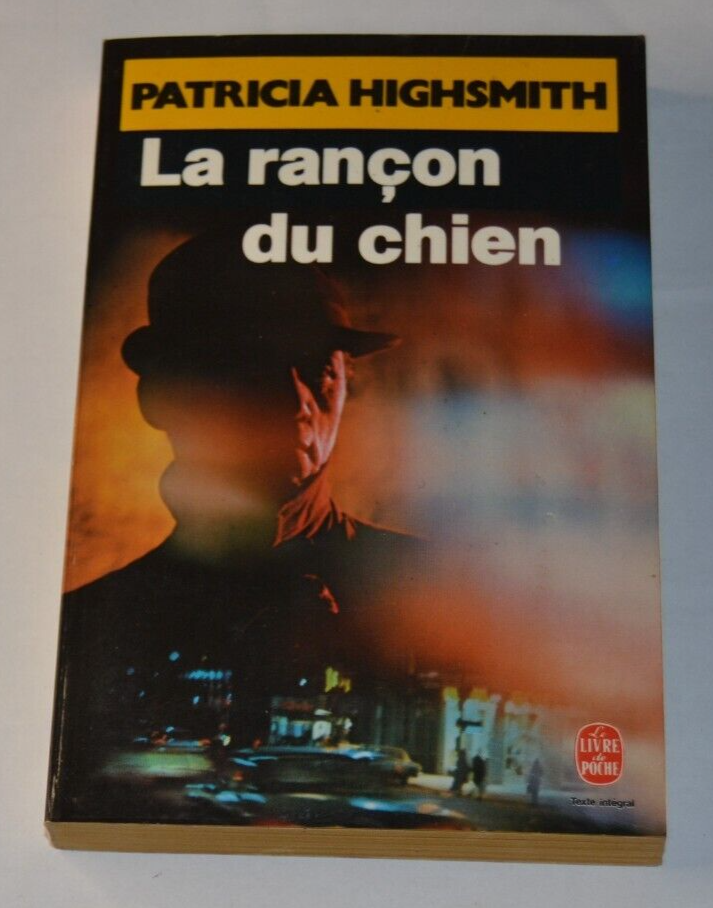 PATRICIA HIGHSMITH
La rançon
du chien
Le
LIVRE
de
POCHE
Texte intégral